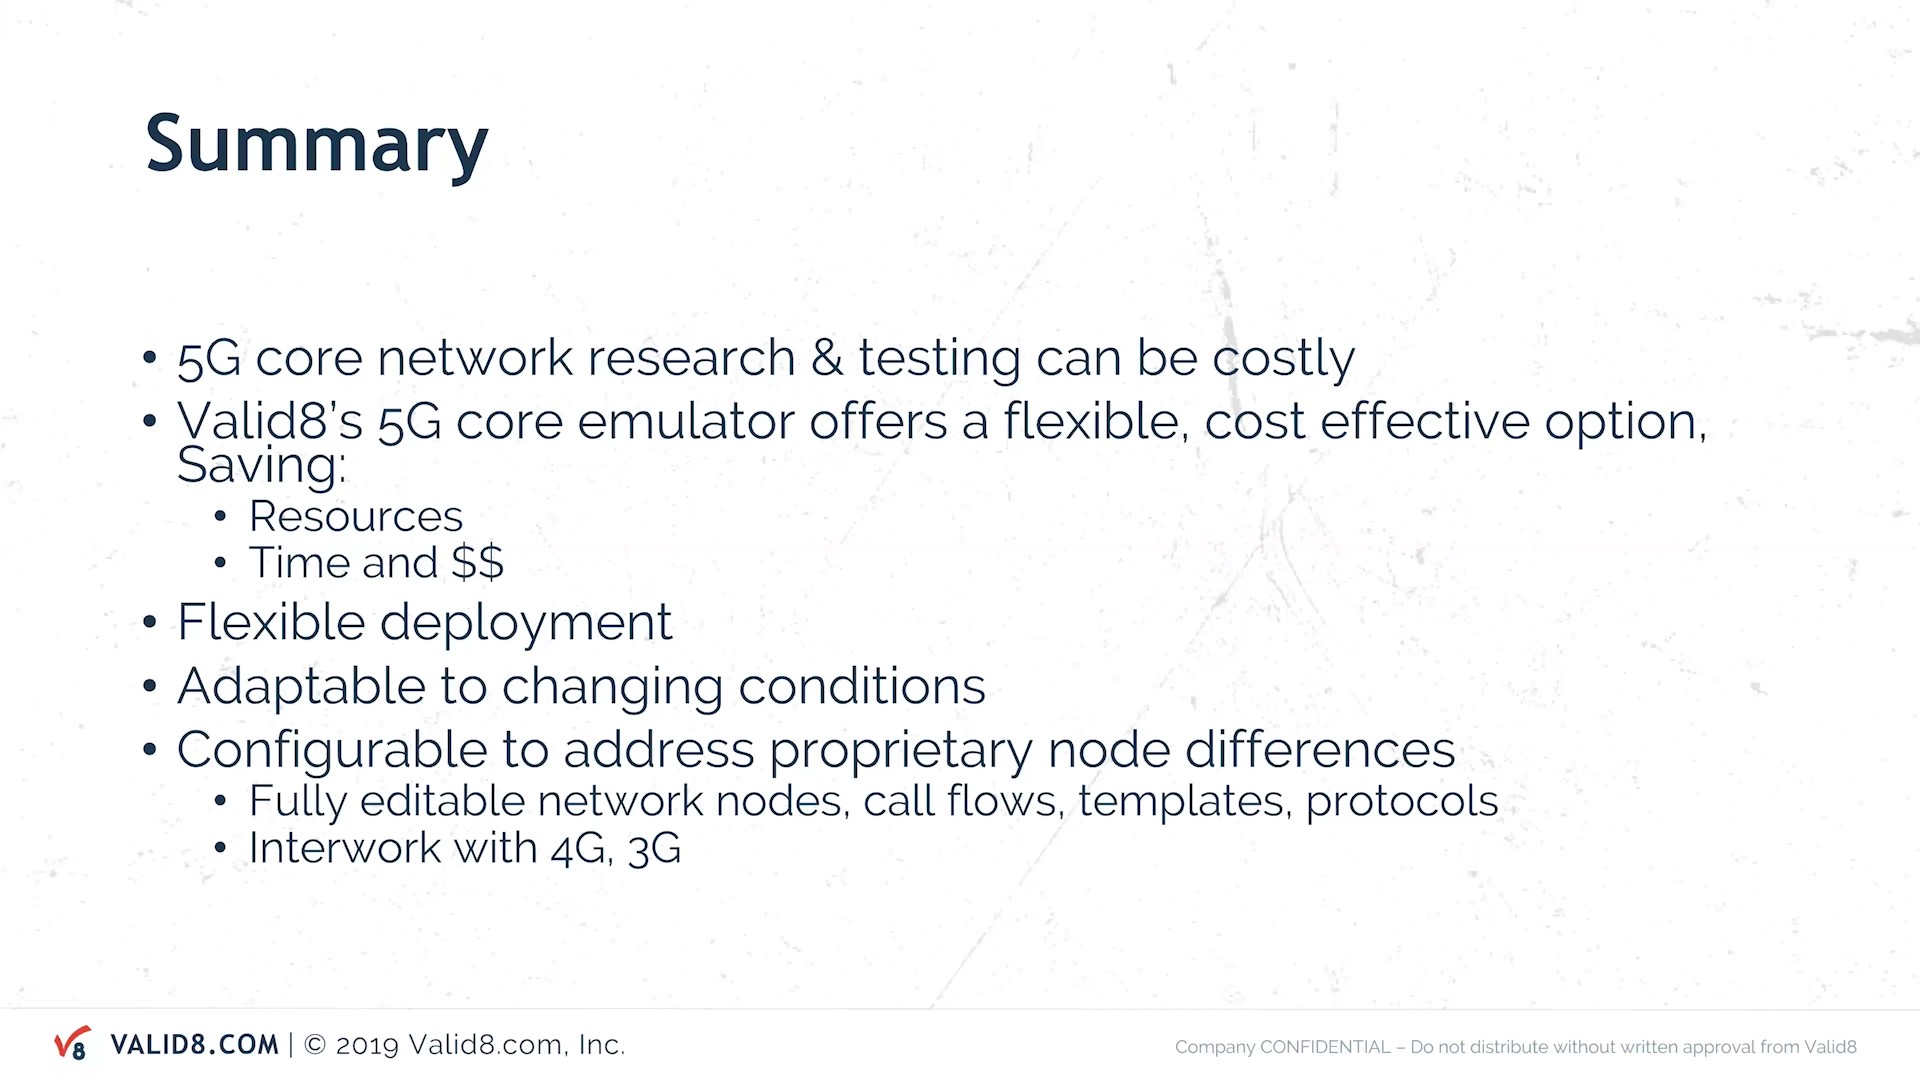 Summary
• 5G core network research & testing can be costly
• Valid8’s 5G core emulator offers a flexible, cost effective option,
Saving:
• Resources
• Time and $$
• Flexible deployment
• Adaptable to changing conditions
• Configurable to address proprietary node differences
• Fully editable network nodes, call flows, templates, protocols
• Interwork with 4G, 3G
V8 VALID8.COM | © 2019 Valid8.com, Inc.
Company CONFIDENTIAL – Do not distribute without written approval from Valid8